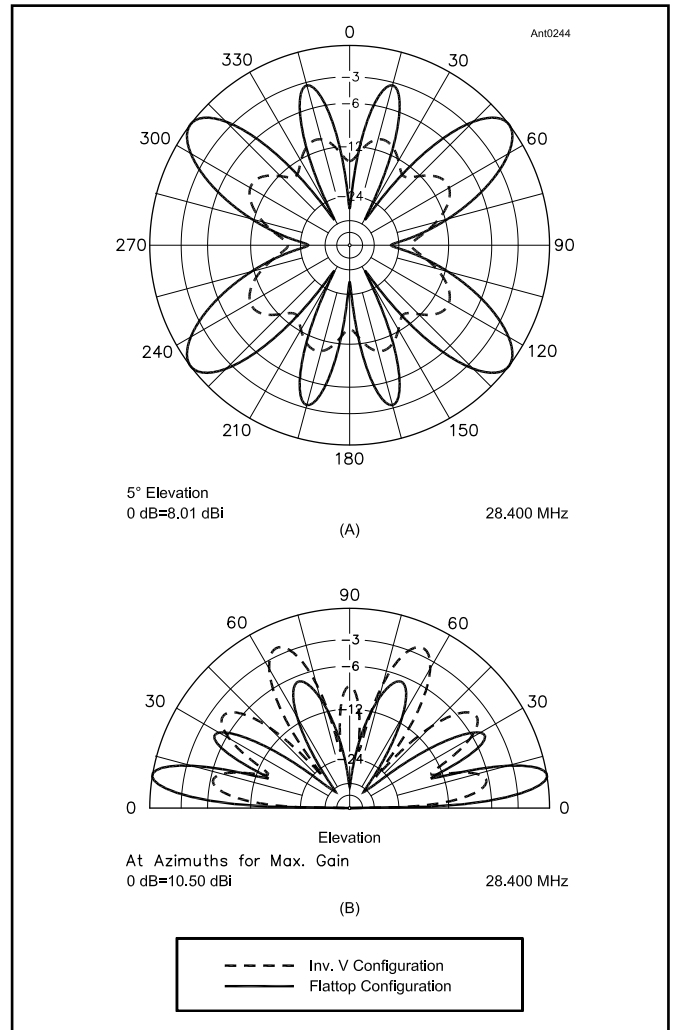 Ant0244
0
330 30
-3
-6
300 60
-12
-24
270 90
240 120
210 150
180
5° Elevation
0 dB=8.01 dBi 28.400 MHz
(A)
90
60 60
-3
-6
30 30
-12
-24
0 0
Elevation
At Azimuths for Max. Gain
0 dB=10.50 dBi 28.400 MHz
(B)
Inv. V Configuration
Flattop Configuration